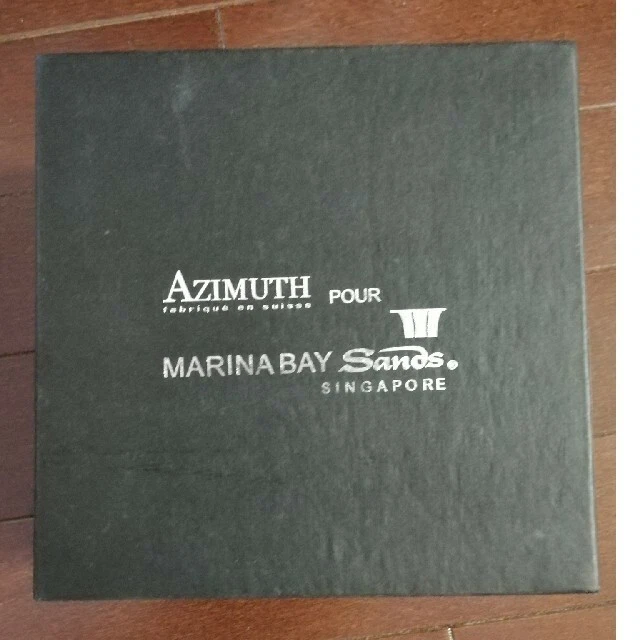 AZIMUTH POUR
fabriqué en suisse
MARINA BAY Sands.
SINGAPORE